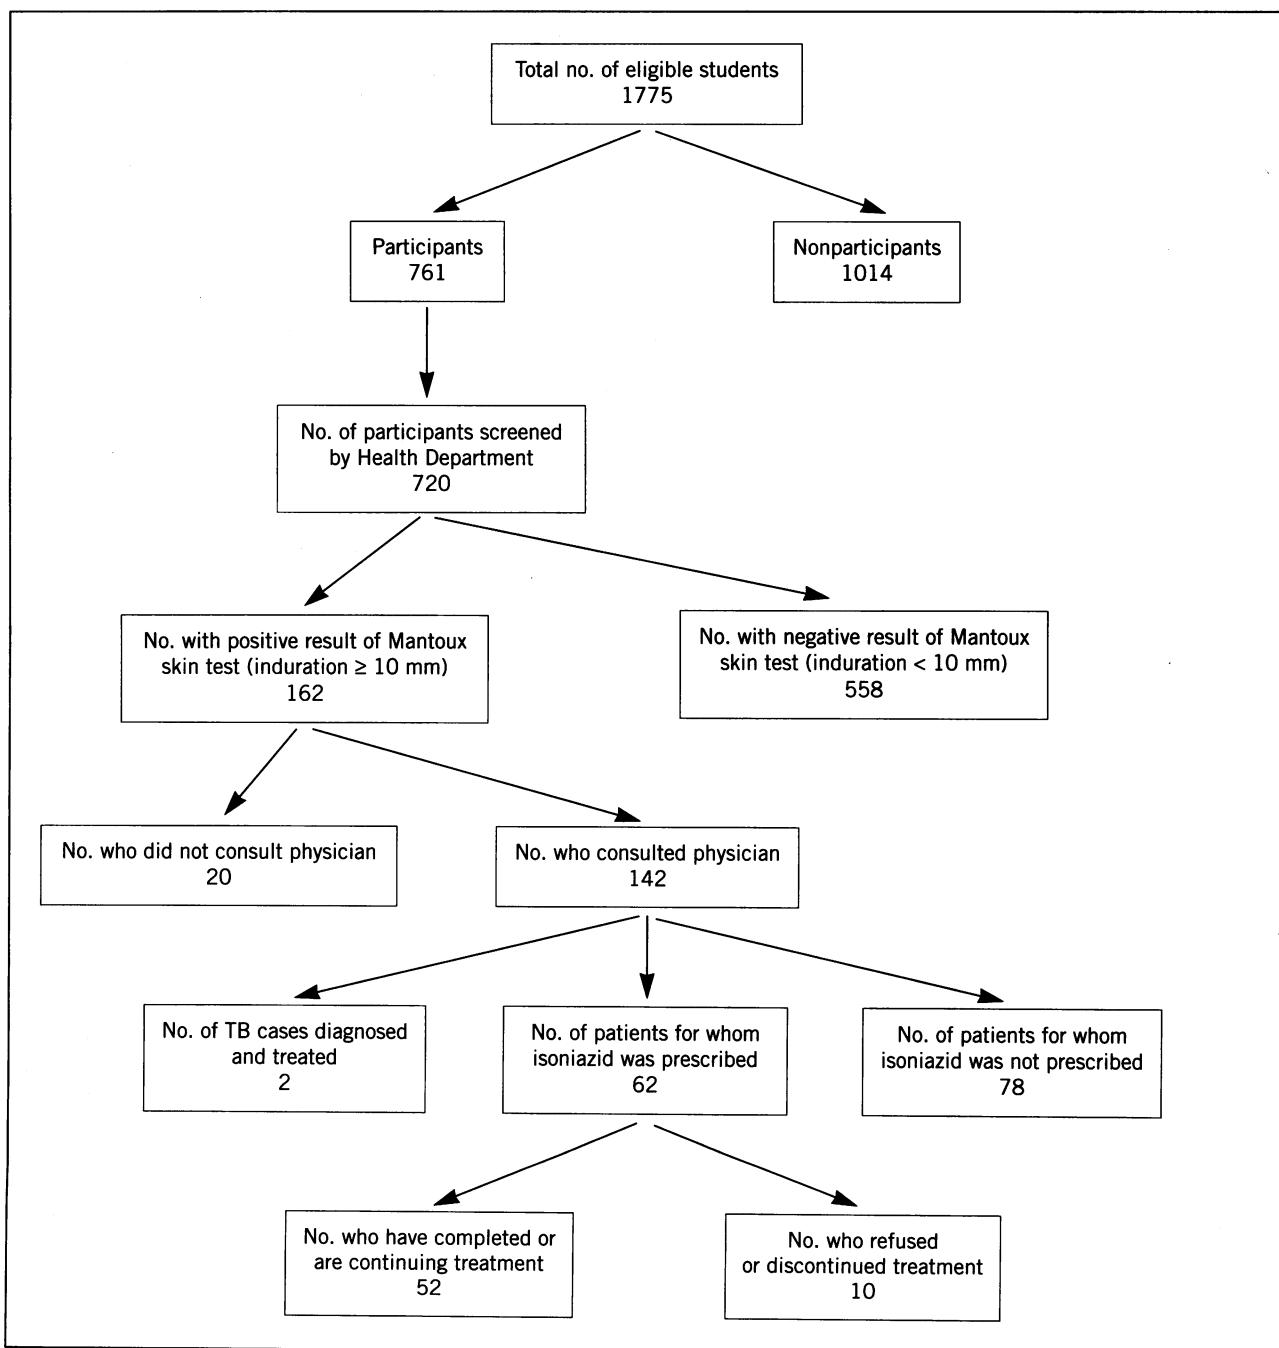 Total no. of eligible students
1775
Participants
761
Nonparticipants
1014
No. of participants screened
by Health Department
720
No. with positive result of Mantoux
skin test (induration ≥ 10 mm)
162
No. with negative result of Mantoux
skin test (induration < 10 mm)
558
No. who did not consult physician
20
No. who consulted physician
142
No. of TB cases diagnosed
and treated
2
No. of patients for whom
isoniazid was prescribed
62
No. of patients for whom
isoniazid was not prescribed
78
No. who have completed or
are continuing treatment
52
No. who refused
or discontinued treatment
10